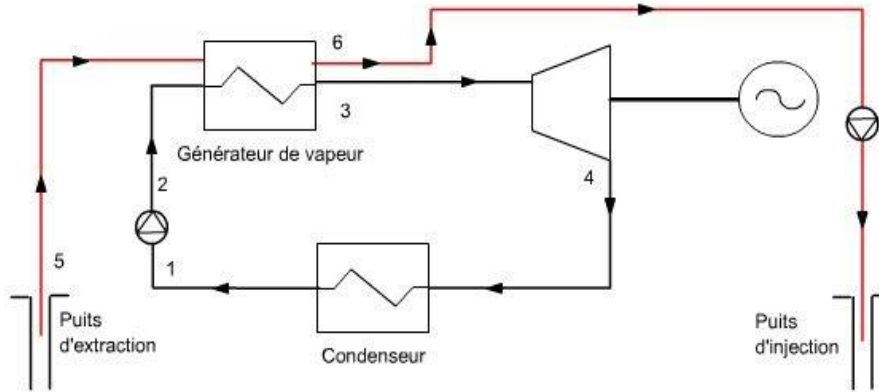 6
3
Générateur de vapeur
2
4
5
1
Puits
d'extraction
Condenseur
Puits
d'injection